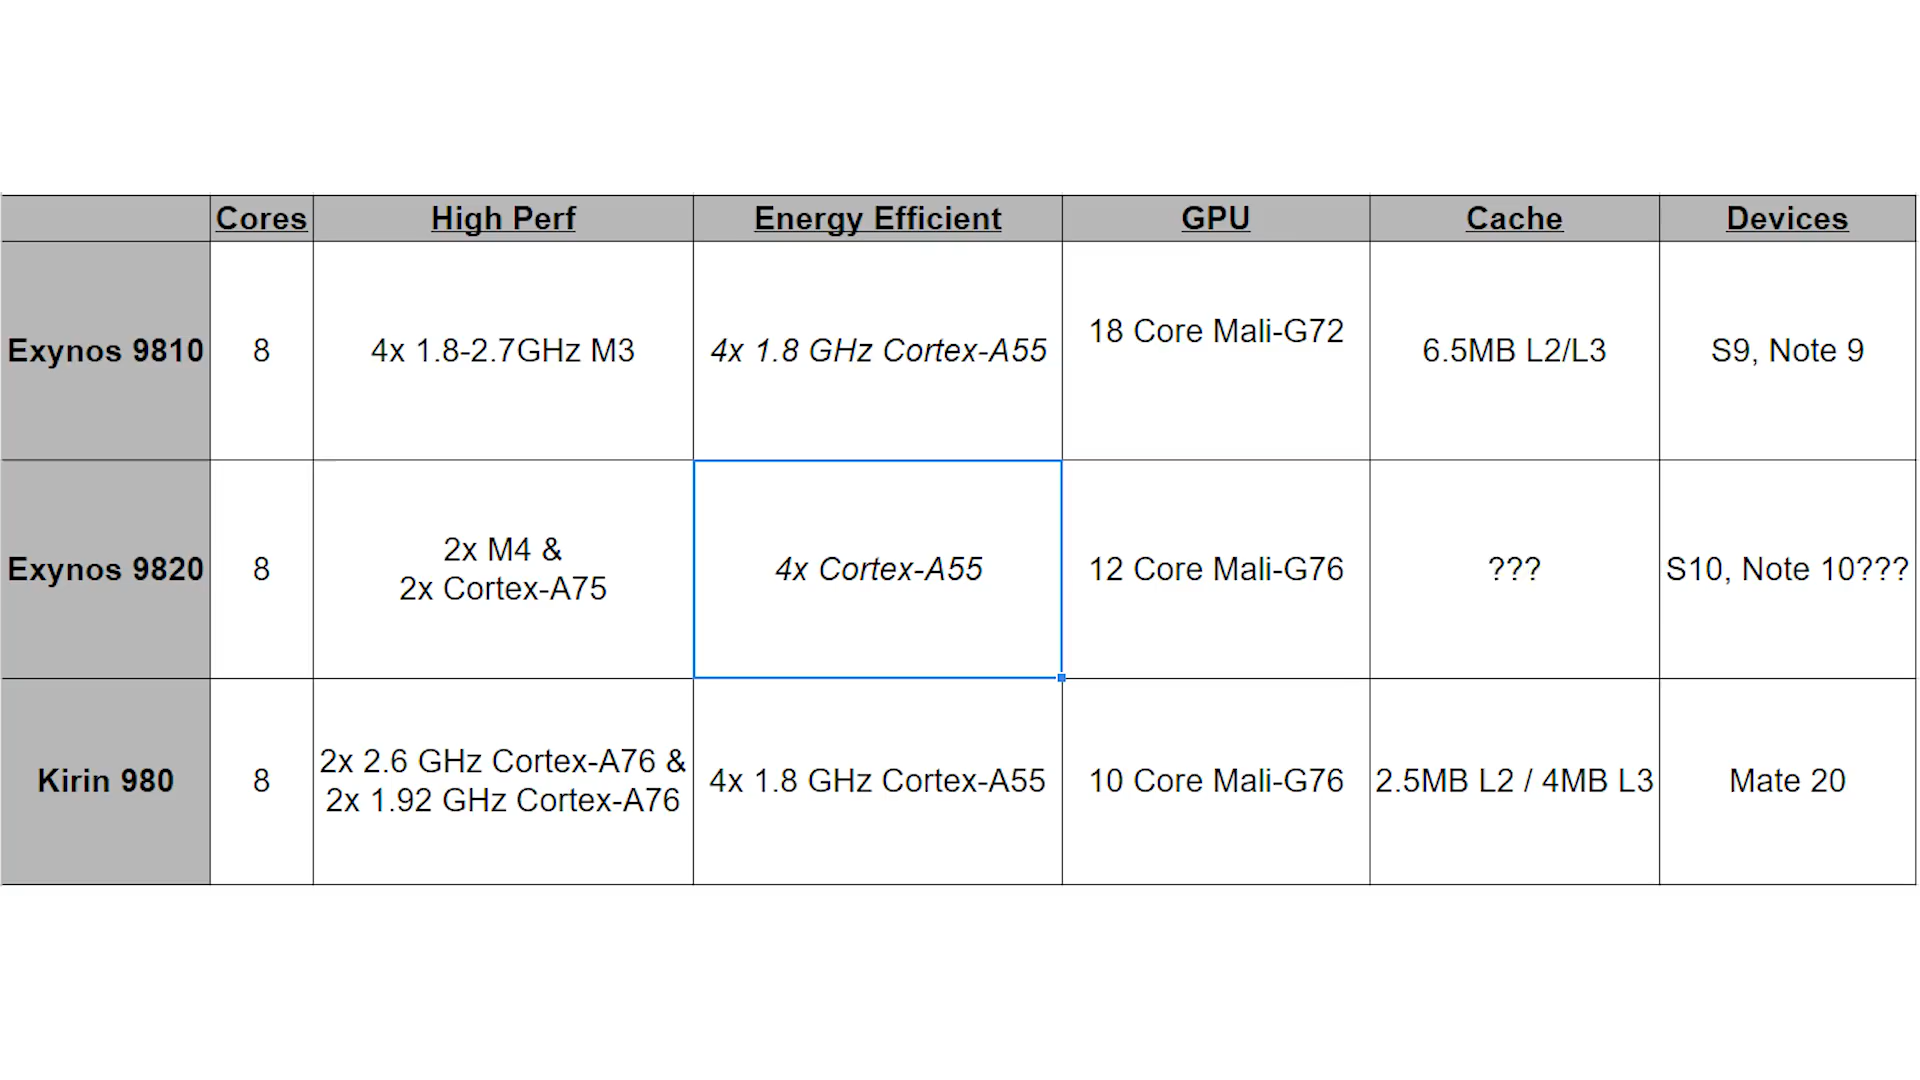 Cores High Perf Energy Efficient GPU Cache Devices
Exynos 9810 8 4x 1.8-2.7GHz M3 4x 1.8 GHz Cortex-A55 18 Core Mali-G72 6.5MB L2/L3 S9, Note 9
Exynos 9820 8 2x M4 &
2x Cortex-A75 4x Cortex-A55 12 Core Mali-G76 ??? S10, Note 10???
Kirin 980 8 2x 2.6 GHz Cortex-A76 &
2x 1.92 GHz Cortex-A76 4x 1.8 GHz Cortex-A55 10 Core Mali-G76 2.5MB L2 / 4MB L3 Mate 20